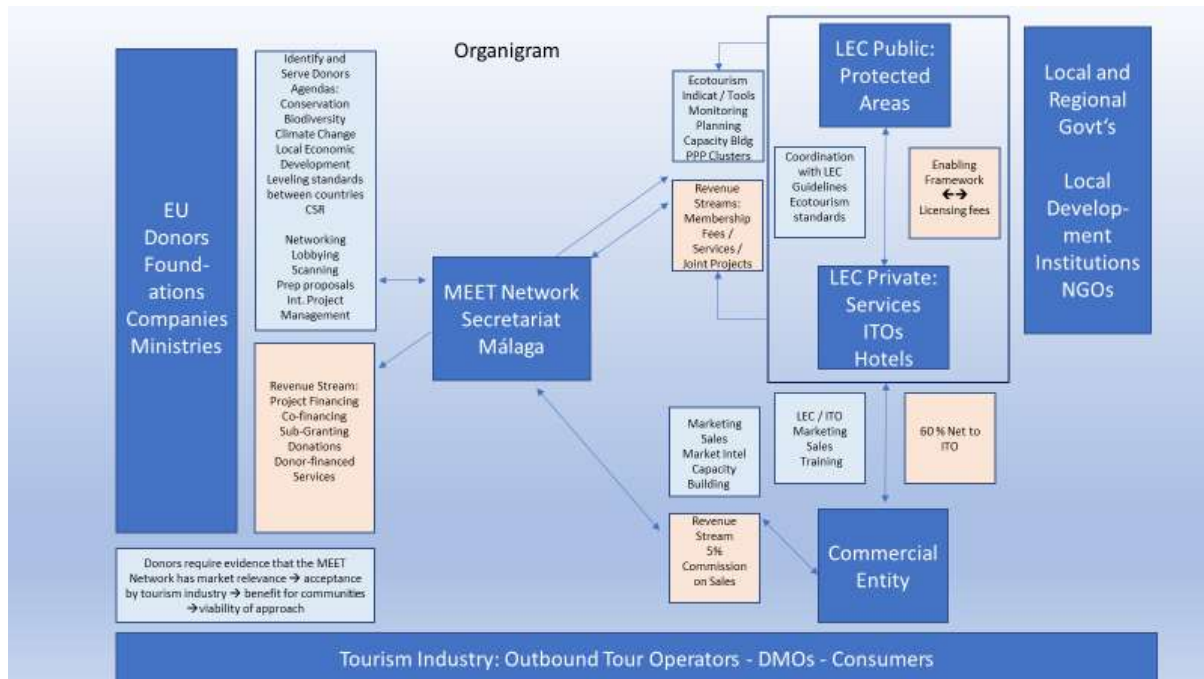 Organigram
EU
Donors
Found-
ations
Companies
Ministries
Identify and
Serve Donors
Agendas:
Conservation
Biodiversity
Climate Change
Local Economic
Development
Leveling standards
between countries
CSR
Networking
Lobbying
Scanning
Prep proposals
Int. Project
Management
Revenue Stream:
Project Financing
Co-financing
Sub-Granting
Donations
Donor-financed
Services
Donors require evidence that the MEET
Network has market relevance → acceptance
by tourism industry → benefit for communities
→viability of approach
MEET Network
Secretariat
Málaga
Ecotourism
Indicat / Tools
Monitoring
Planning
Capacity Bldg
PPP Clusters
Revenue
Streams:
Membership
Fees /
Services /
Joint Projects
LEC Public:
Protected
Areas
Coordination
with LEC
Guidelines
Ecotourism
standards
Enabling
Framework
←→
Licensing fees
LEC Private:
Services
ITOs
Hotels
Local and
Regional
Govt's
Local
Develop-
ment
Institutions
NGOs
Marketing
Sales
Market Intel
Capacity
Building
LEC / ITO
Marketing
Sales
Training
60 % Net to
ITO
Revenue
Stream
5%
Commission
on Sales
Commercial
Entity
Tourism Industry: Outbound Tour Operators - DMOs - Consumers